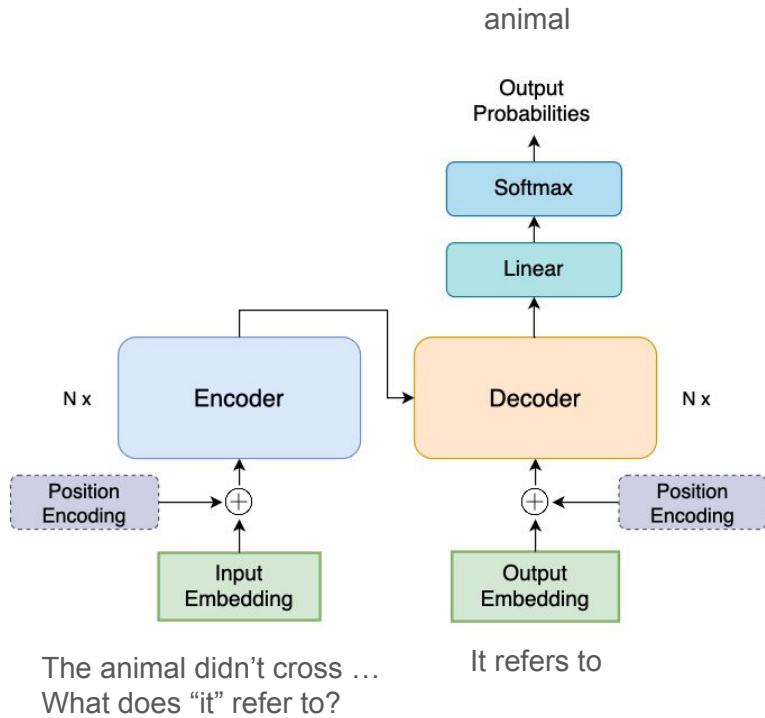 animal
Output
Probabilities
Softmax
Linear
N x
Encoder
Decoder
N x
Position
Encoding
Position
Encoding
Input
Embedding
Output
Embedding
The animal didn’t cross …
What does “it” refer to?
It refers to